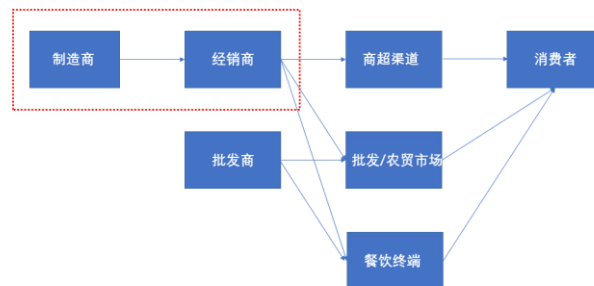 制造商
经销商
商超渠道
消费者
批发商
批发/农贸市场
餐饮终端